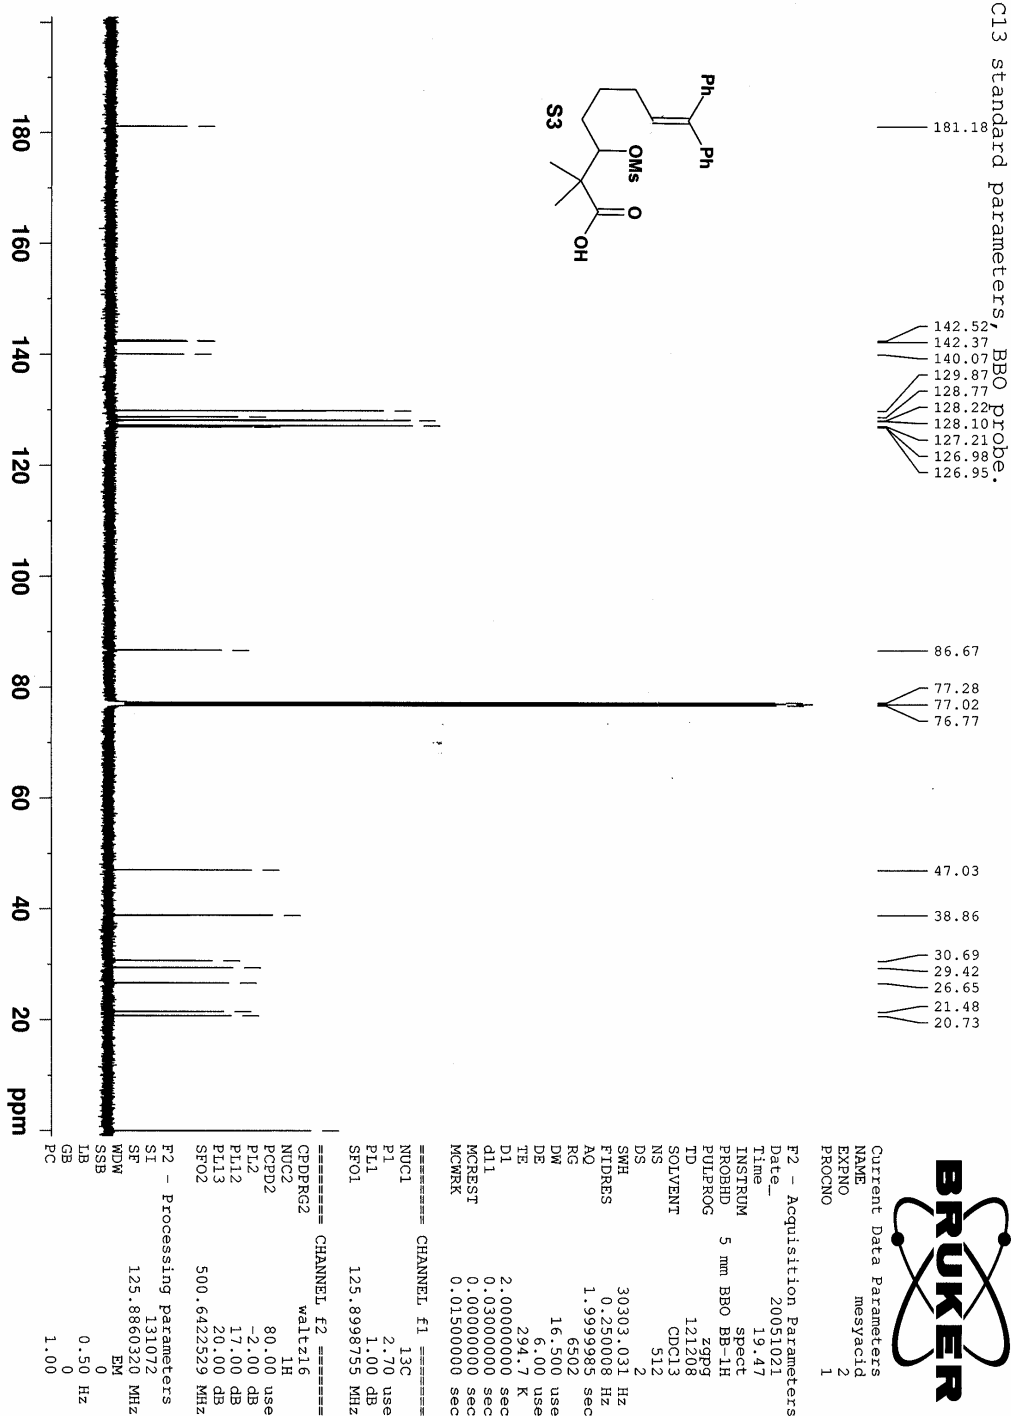 C13 standard parameters, BBO probe.
181.18
142.52
142.37
140.07
129.87
128.77
128.22
128.10
127.21
126.98
126.95
86.67
77.28
77.02
76.77
47.03
38.86
30.69
29.42
26.65
21.48
20.73
Ph
Ph
OMs
O
OH
S3
180 160 140 120 100 80 60 40 20 ppm
BRUKER
Current Data Parameters
NAME mesyacid
EXPNO 2
PROCNO 1
F2 - Acquisition Parameters
Date_ 20051021
Time 19.47
INSTRUM spect
PROBHD 5 mm BBO BB-1H
PULPROG zgpg
TD 121208
SOLVENT CDCl3
NS 512
DS 2
SWH 30303.031 Hz
FIDRES 0.250008 Hz
AQ 1.9999985 sec
RG 6502
DW 16.500 use
DE 6.00 use
TE 294.7 K
D1 2.00000000 sec
d11 0.03000000 sec
MCREST 0.00000000 sec
MCWRK 0.01500000 sec
======== CHANNEL f1 ========
NUC1 13C
P1 2.70 use
PL1 1.00 dB
SFO1 125.8998755 MHz
======== CHANNEL f2 ========
CPDPRG2 waltz16
NUC2 1H
PCPD2 80.00 use
PL2 -2.00 dB
PL12 17.00 dB
PL13 20.00 dB
SFO2 500.6422529 MHz
F2 - Processing parameters
SI 131072
SF 125.8860320 MHz
WDW EM
SSB 0
LB 0.50 Hz
GB 0
PC 1.00